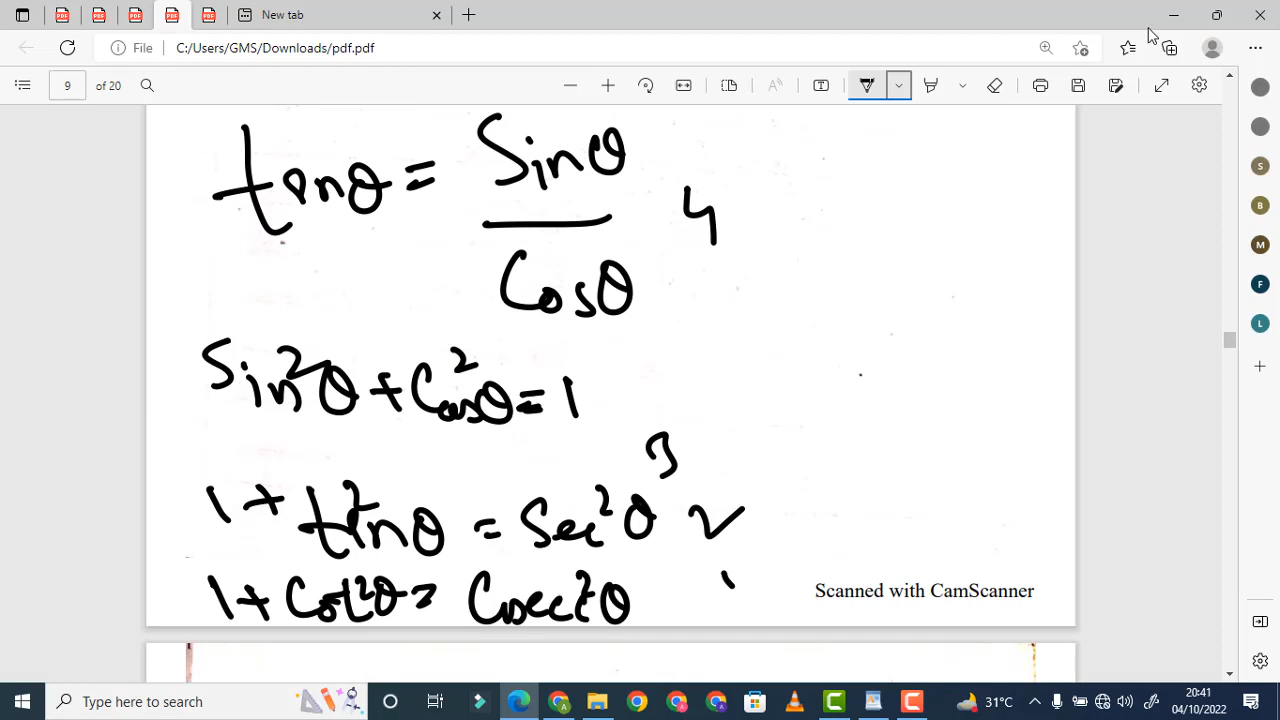 New tab
File
C:/Users/GMS/Downloads/pdf.pdf
9 of 20
tanθ = Sinθ / Cosθ 4
Sin²θ + Cos²θ = 1
3
1 + tan²θ = Sec²θ 2
1 + Cot²θ = Cosec²θ 1
Scanned with CamScanner
S
B
M
F
L
Type here to search
31°C
20:41
04/10/2022